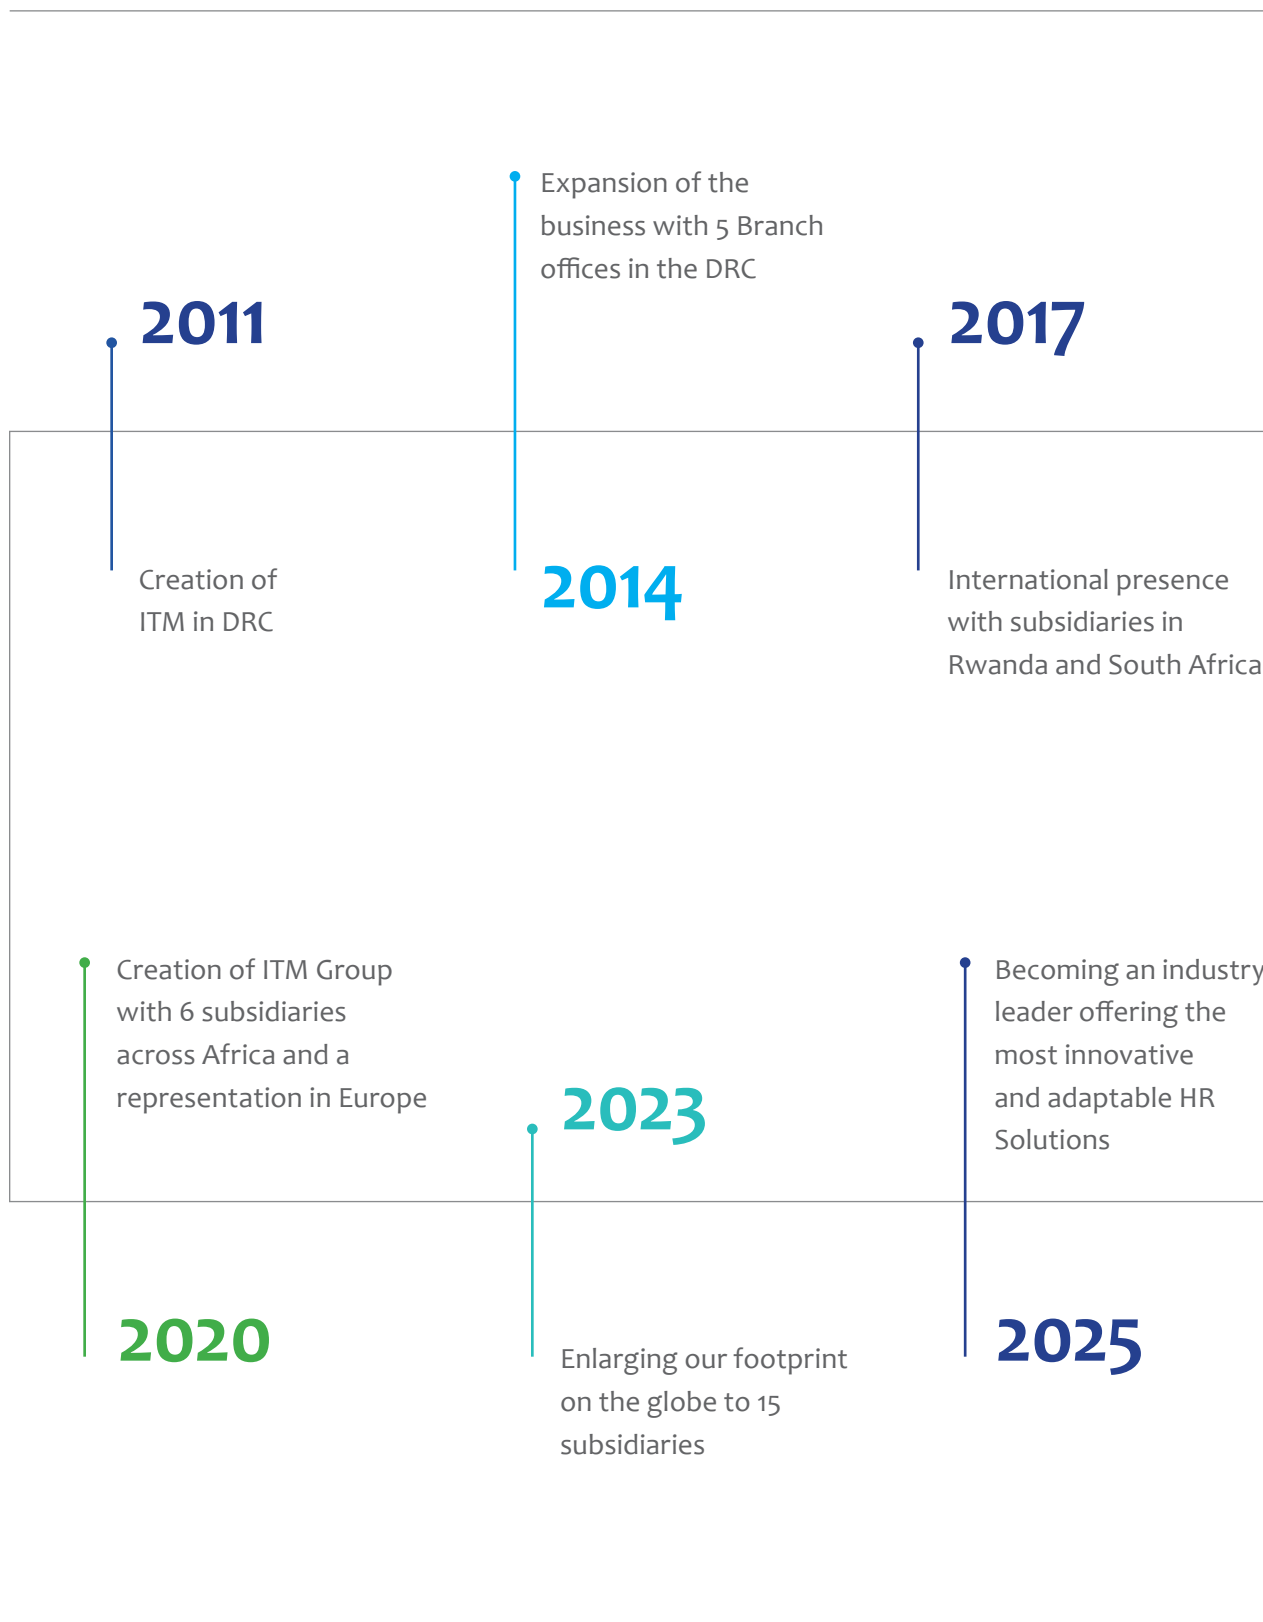 2011
Creation of
ITM in DRC
Expansion of the
business with 5 Branch
offices in the DRC
2014
2017
International presence
with subsidiaries in
Rwanda and South Africa
Creation of ITM Group
with 6 subsidiaries
across Africa and a
representation in Europe
2020
2023
Enlarging our footprint
on the globe to 15
subsidiaries
Becoming an industry
leader offering the
most innovative
and adaptable HR
Solutions
2025